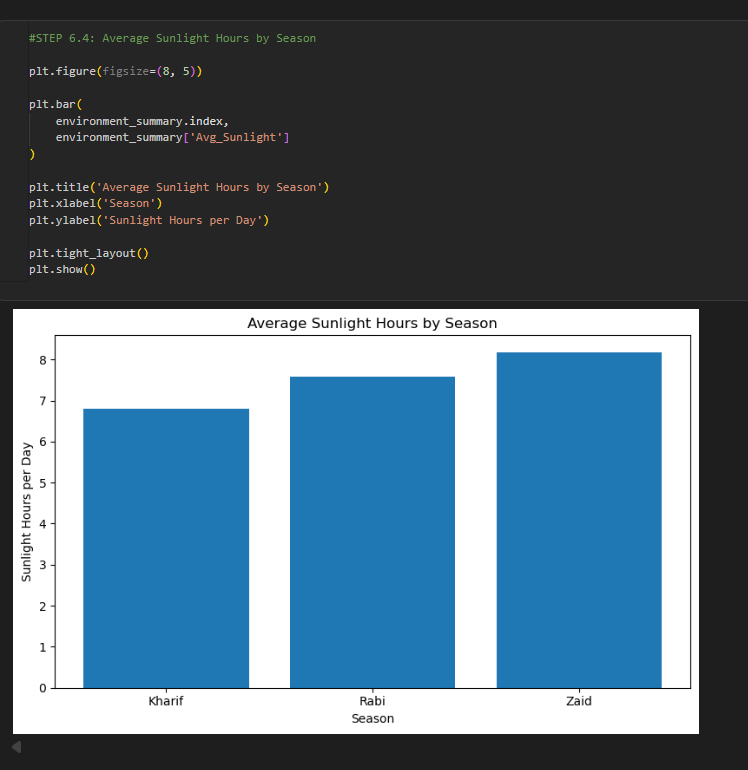 #STEP 6.4: Average Sunlight Hours by Season
plt.figure(figsize=(8, 5))
plt.bar(
    environment_summary.index,
    environment_summary['Avg_Sunlight']
)
plt.title('Average Sunlight Hours by Season')
plt.xlabel('Season')
plt.ylabel('Sunlight Hours per Day')
plt.tight_layout()
plt.show()
Average Sunlight Hours by Season
Sunlight Hours per Day
8
7
6
5
4
3
2
1
0
Kharif Rabi Zaid
Season